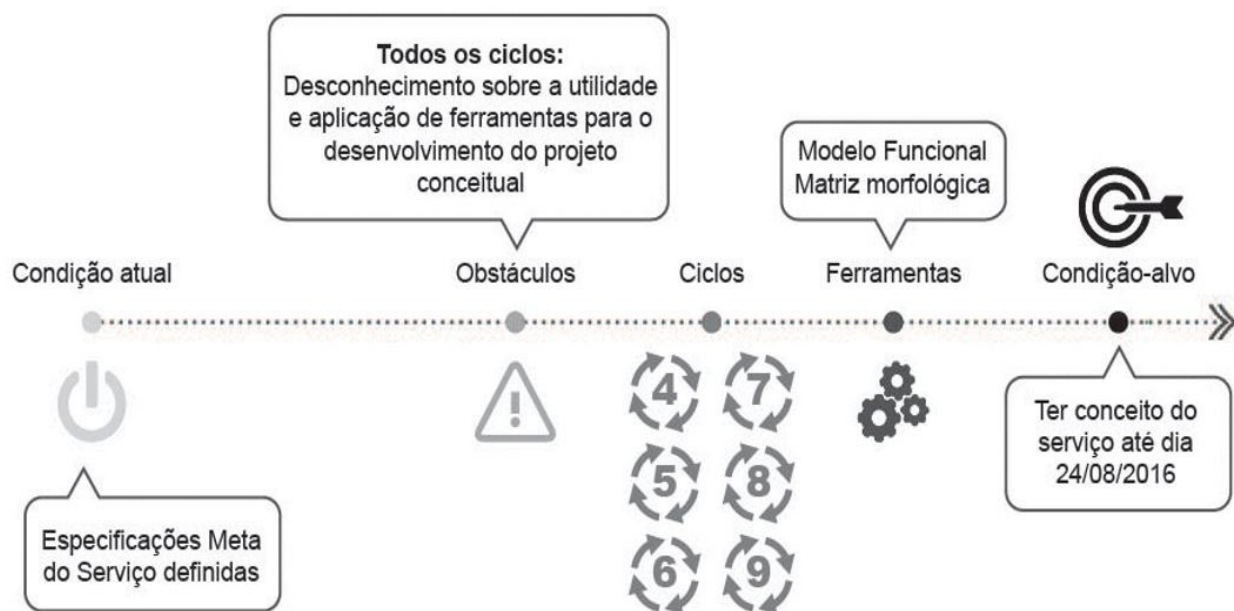 Todos os ciclos:
Desconhecimento sobre a utilidade
e aplicação de ferramentas para o
desenvolvimento do projeto
conceitual
Modelo Funcional
Matriz morfológica
Condição atual
Obstáculos
Ciclos
Ferramentas
Condição-alvo
4
7
5
8
6
9
Especificações Meta
do Serviço definidas
Ter conceito do
serviço até dia
24/08/2016